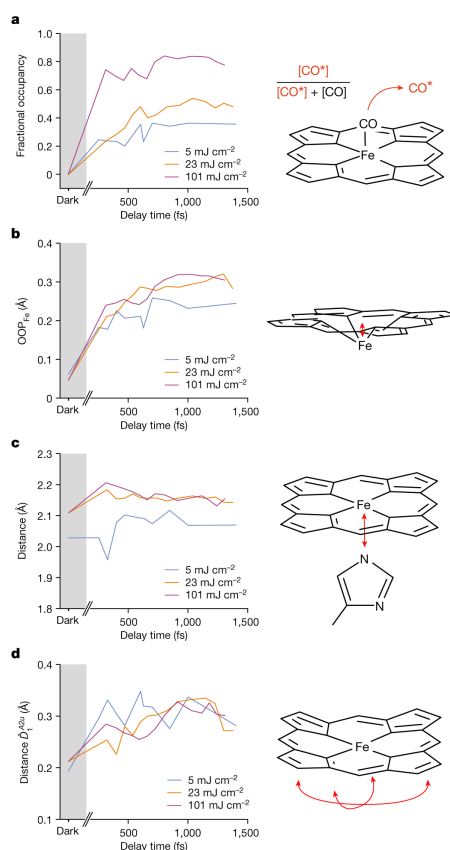 a
Fractional occupancy
1.0
0.8
0.6
0.4
0.2
0
5 mJ cm⁻²
23 mJ cm⁻²
101 mJ cm⁻²
Dark
500
1,000
1,500
Delay time (fs)
[CO*]
[CO*] + [CO]
CO*
CO
Fe
b
OOP_Fe (Å)
0.4
0.3
0.2
0.1
0
5 mJ cm⁻²
23 mJ cm⁻²
101 mJ cm⁻²
Dark
500
1,000
1,500
Delay time (fs)
Fe
c
Distance (Å)
2.3
2.2
2.1
2.0
1.9
1.8
5 mJ cm⁻²
23 mJ cm⁻²
101 mJ cm⁻²
Dark
500
1,000
1,500
Delay time (fs)
Fe
N
N
d
Distance D̂₁ᴬ²ᵘ (Å)
0.4
0.3
0.2
0.1
5 mJ cm⁻²
23 mJ cm⁻²
101 mJ cm⁻²
Dark
500
1,000
1,500
Delay time (fs)
Fe